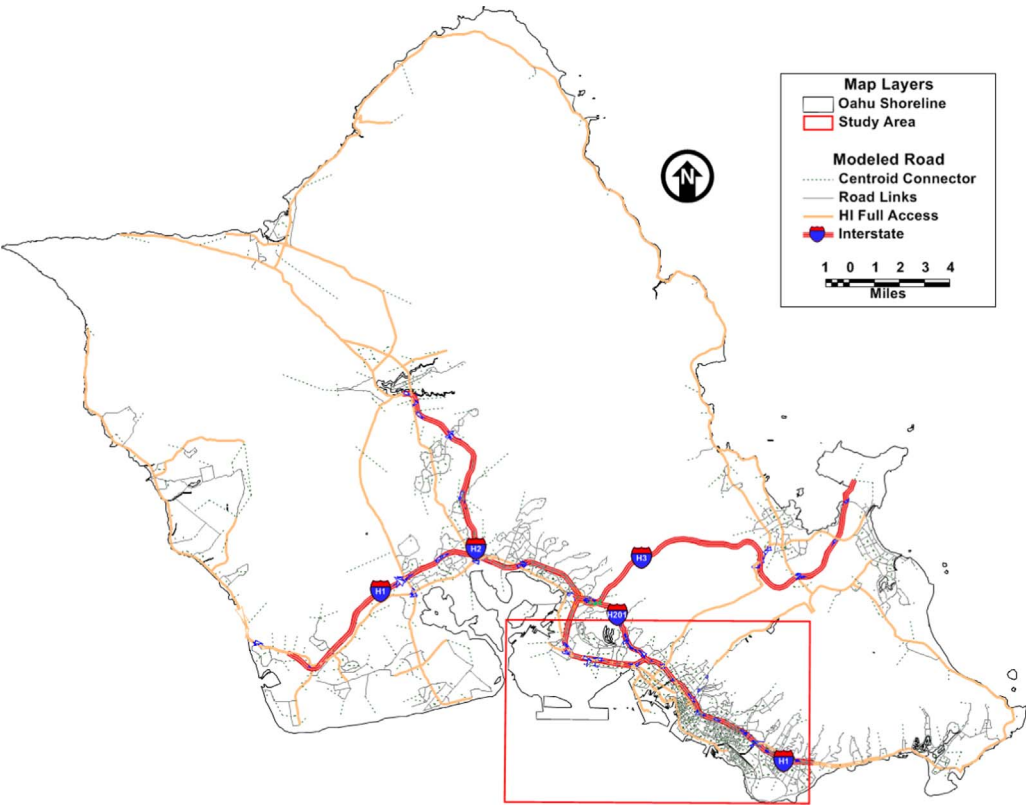 Map Layers
Oahu Shoreline
Study Area
N
Modeled Road
Centroid Connector
Road Links
HI Full Access
Interstate
1 0 1 2 3 4
Miles
H2
H3
H1
H201
H1